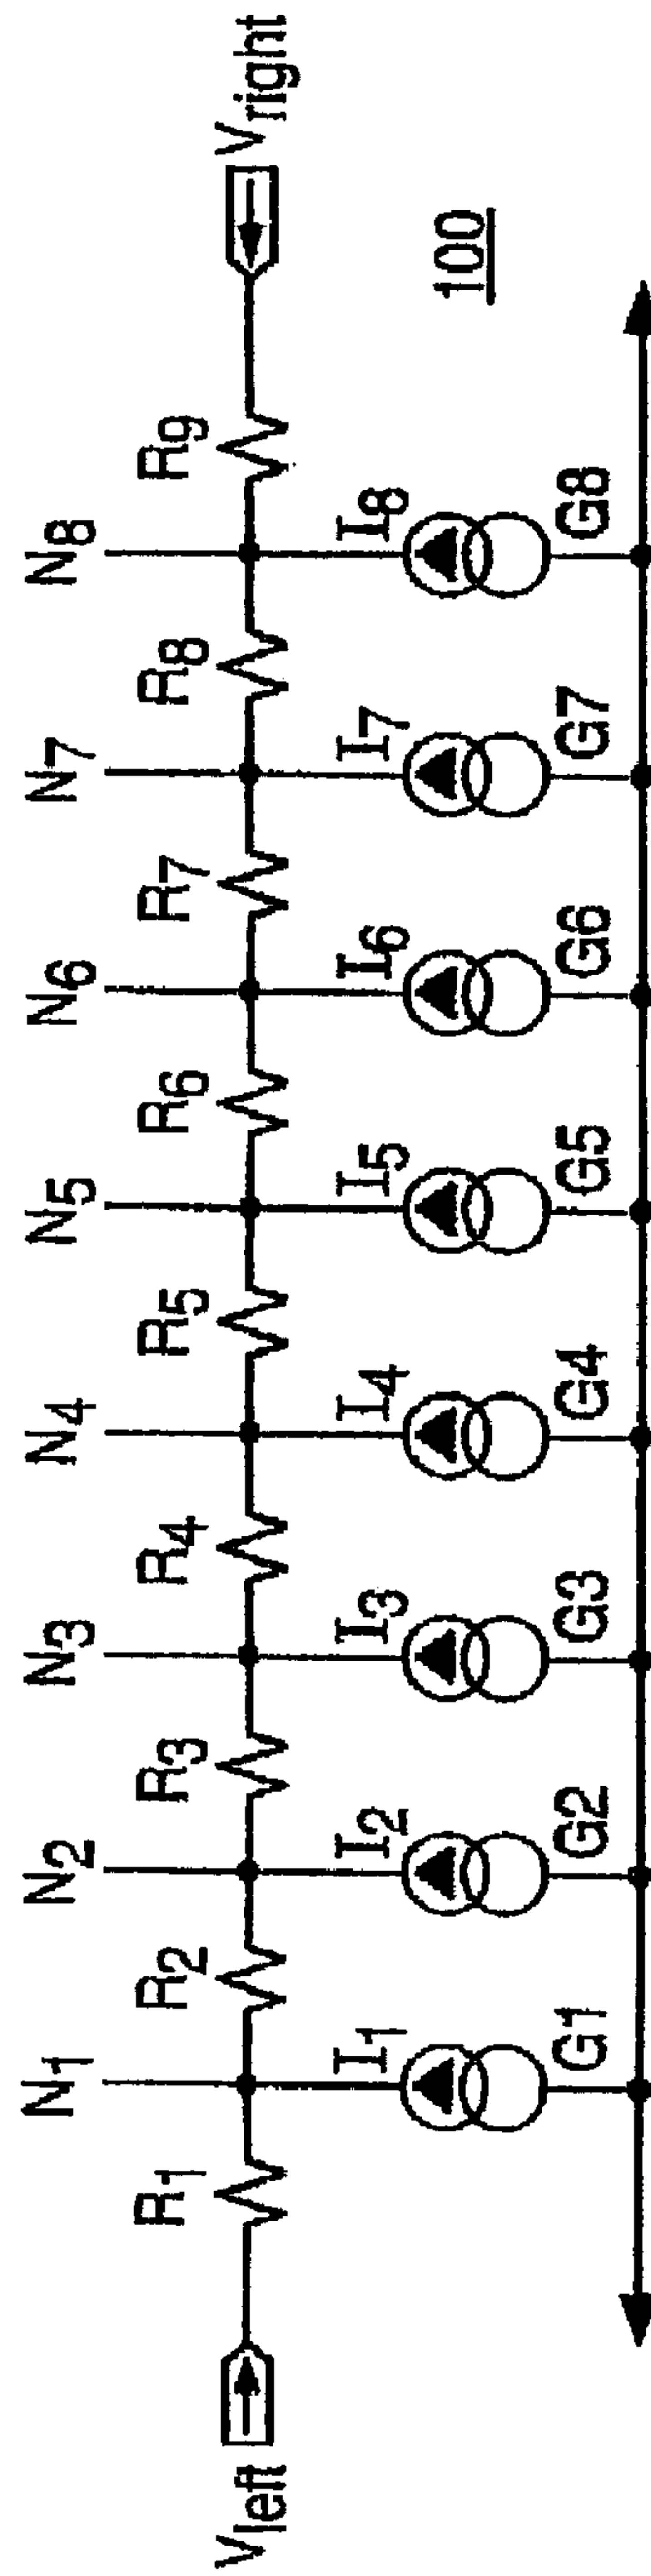 N1 N2 N3 N4 N5 N6 N7 N8
Vleft R1 R2 R3 R4 R5 R6 R7 R8 R9 Vright
I1 I2 I3 I4 I5 I6 I7 I8
100
G1 G2 G3 G4 G5 G6 G7 G8